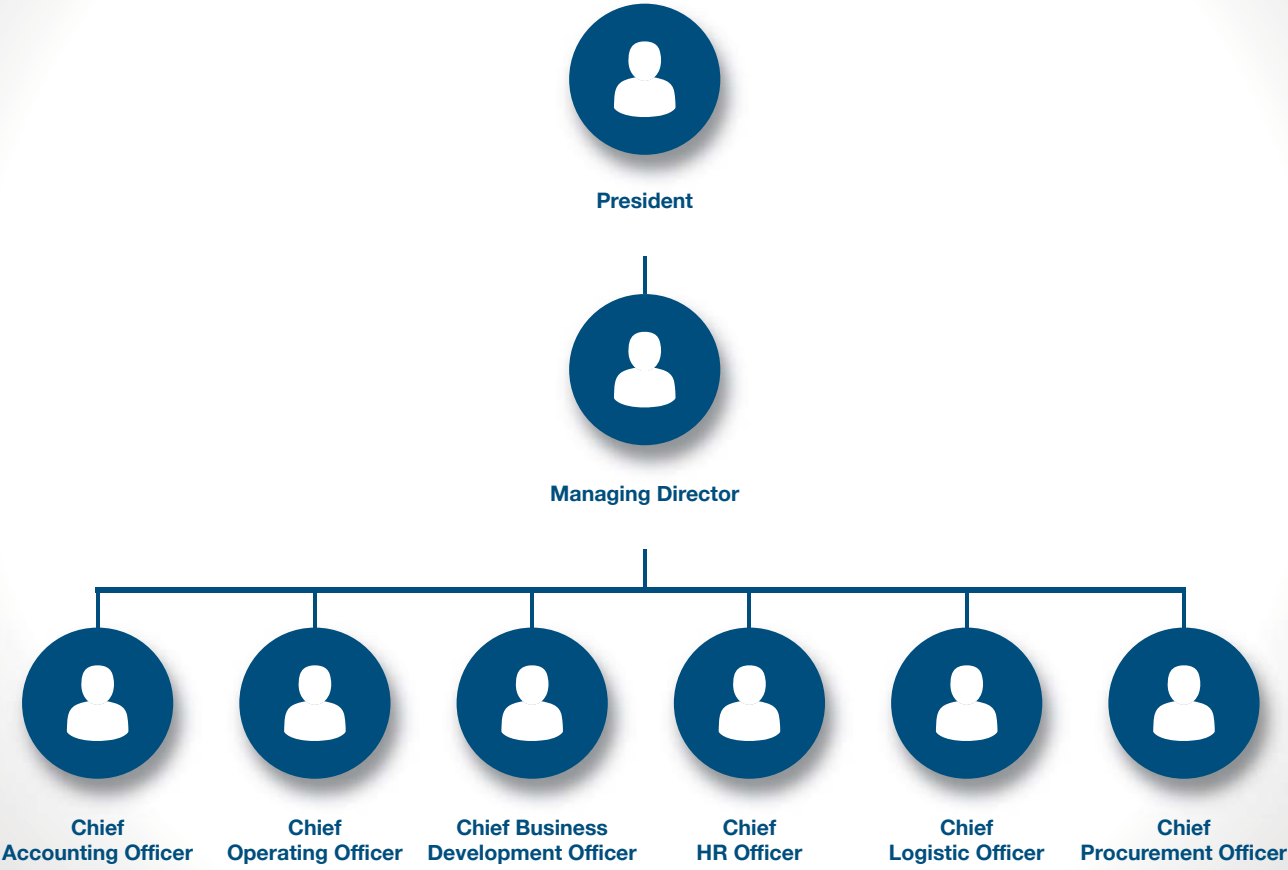 President
Managing Director
Chief
Accounting Officer
Chief
Operating Officer
Chief Business
Development Officer
Chief
HR Officer
Chief
Logistic Officer
Chief
Procurement Officer